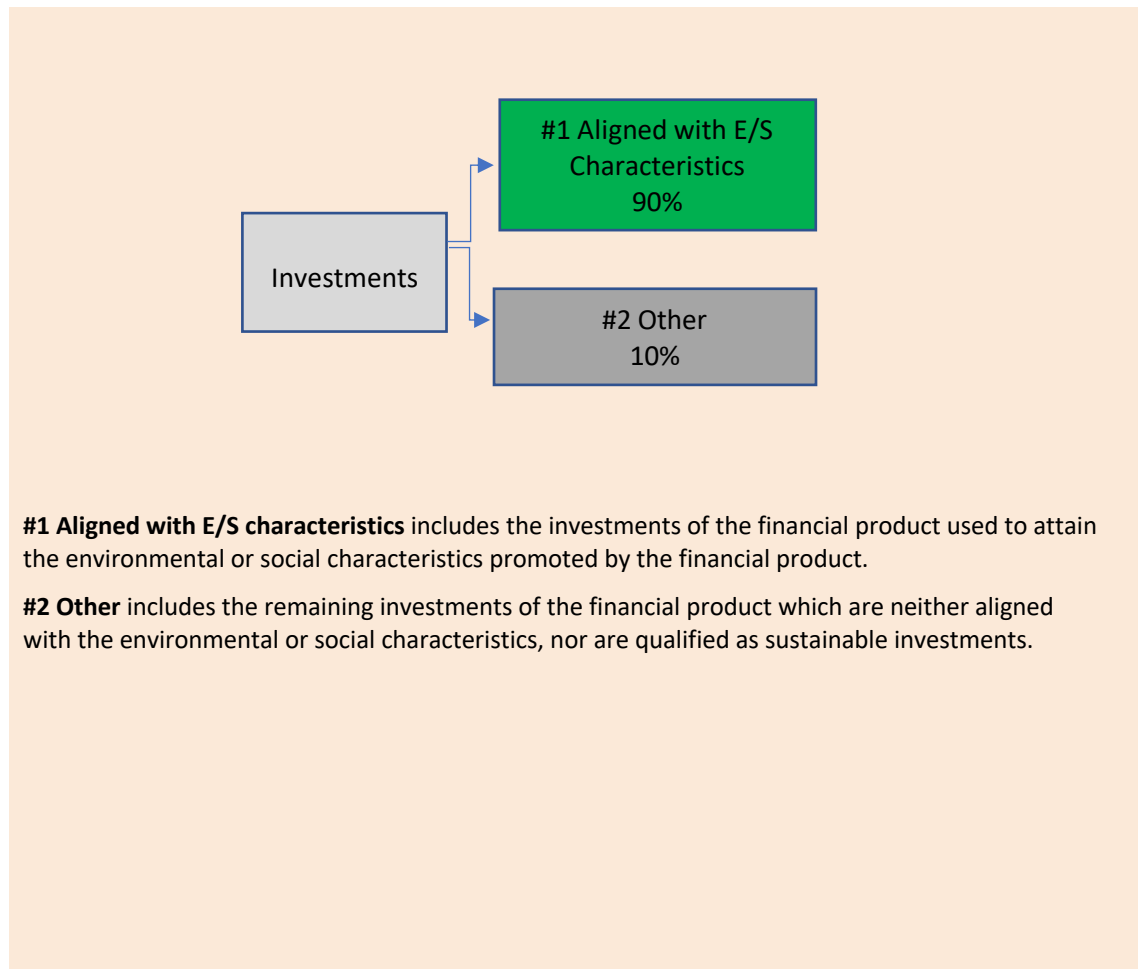 #1 Aligned with E/S
Characteristics
90%
Investments
#2 Other
10%
#1 Aligned with E/S characteristics includes the investments of the financial product used to attain
the environmental or social characteristics promoted by the financial product.
#2 Other includes the remaining investments of the financial product which are neither aligned
with the environmental or social characteristics, nor are qualified as sustainable investments.